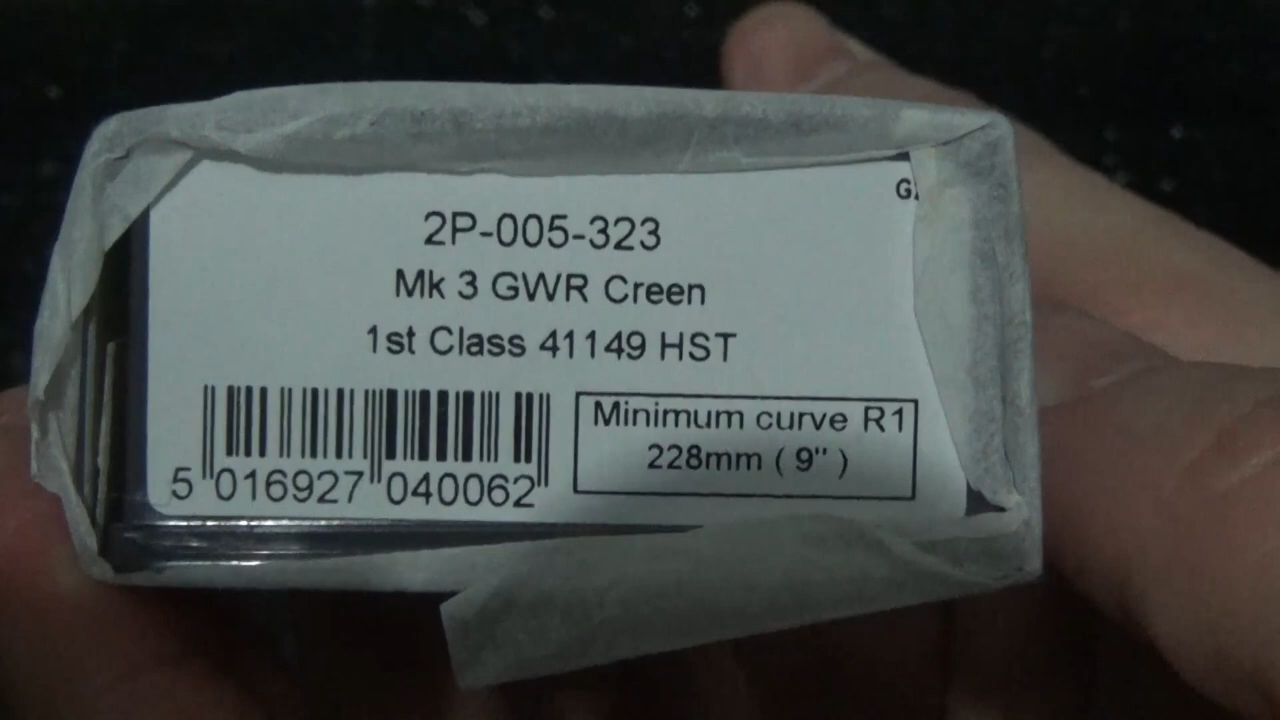 2P-005-323
Mk 3 GWR Creen
1st Class 41149 HST
Minimum curve R1
228mm ( 9" )
5 016927 040062